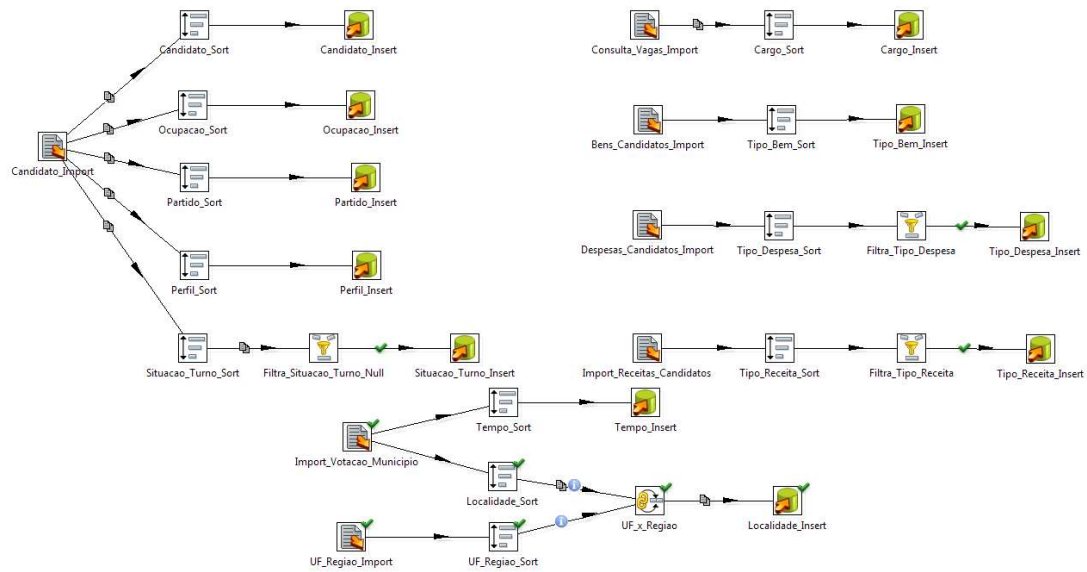 Candidato_Sort
Candidato_Insert
Consulta_Vagas_Import
Cargo_Sort
Cargo_Insert
Ocupacao_Sort
Ocupacao_Insert
Bens_Candidatos_Import
Tipo_Bem_Sort
Tipo_Bem_Insert
Candidato_Import
Partido_Sort
Partido_Insert
Despesas_Candidatos_Import
Tipo_Despesa_Sort
Filtra_Tipo_Despesa
Tipo_Despesa_Insert
Perfil_Sort
Perfil_Insert
Situacao_Turno_Sort
Filtra_Situacao_Turno_Null
Situacao_Turno_Insert
Import_Receitas_Candidatos
Tipo_Receita_Sort
Filtra_Tipo_Receita
Tipo_Receita_Insert
Tempo_Sort
Tempo_Insert
Import_Votacao_Municipio
Localidade_Sort
UF_x_Regiao
Localidade_Insert
UF_Regiao_Import
UF_Regiao_Sort